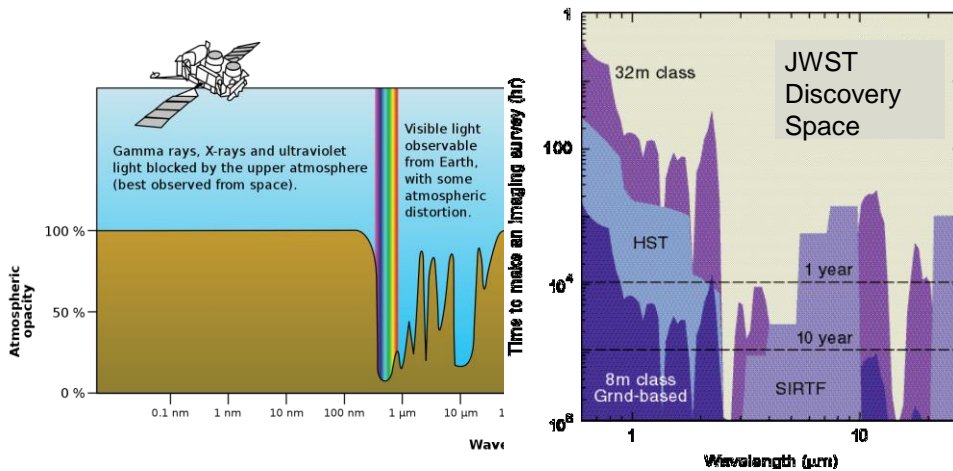 Gamma rays, X-rays and ultraviolet
light blocked by the upper atmosphere
(best observed from space).
Visible light
observable
from Earth,
with some
atmospheric
distortion.
100 %
50 %
0 %
Atmospheric
opacity
0.1 nm
1 nm
10 nm
100 nm
1 µm
10 µm
1
Wave
Time to make an imaging survey (hr)
1
100
10⁴
10
JWST
Discovery
Space
32m class
HST
1 year
10 year
8m class
Grnd-based
SIRTF
1
10
Wavelength (µm)